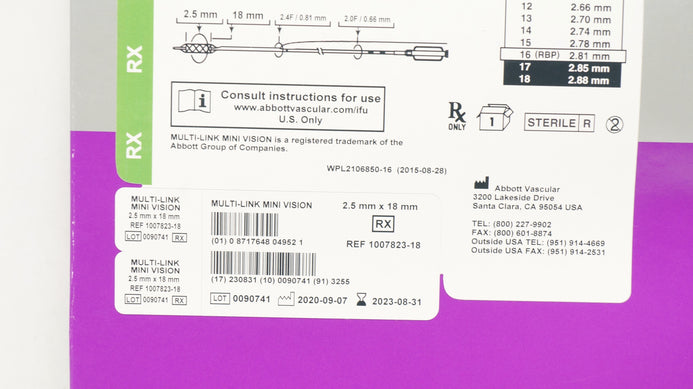 2.5 mm
18 mm
2.4F / 0.81 mm
2.0F / 0.66 mm
12 2.66 mm
13 2.70 mm
14 2.74 mm
15 2.78 mm
16 (RBP) 2.81 mm
17 2.85 mm
18 2.88 mm
RX
RX
i
Consult instructions for use
www.abbottvascular.com/ifu
U.S. Only
Rx ONLY
1
STERILE R
2
MULTI-LINK MINI VISION is a registered trademark of the
Abbott Group of Companies.
WPL2106850-16 (2015-08-28)
Abbott Vascular
3200 Lakeside Drive
Santa Clara, CA 95054 USA
TEL: (800) 227-9902
FAX: (800) 601-8874
Outside USA TEL: (951) 914-4669
Outside USA FAX: (951) 914-2531
MULTI-LINK
MINI VISION
2.5 mm x 18 mm
REF 1007823-18
LOT 0090741 RX
MULTI-LINK
MINI VISION
2.5 mm x 18 mm
REF 1007823-18
LOT 0090741 RX
MULTI-LINK MINI VISION 2.5 mm x 18 mm
RX
(01) 0 8717648 04952 1
REF 1007823-18
(17) 230831 (10) 0090741 (91) 3255
LOT 0090741 2020-09-07 2023-08-31